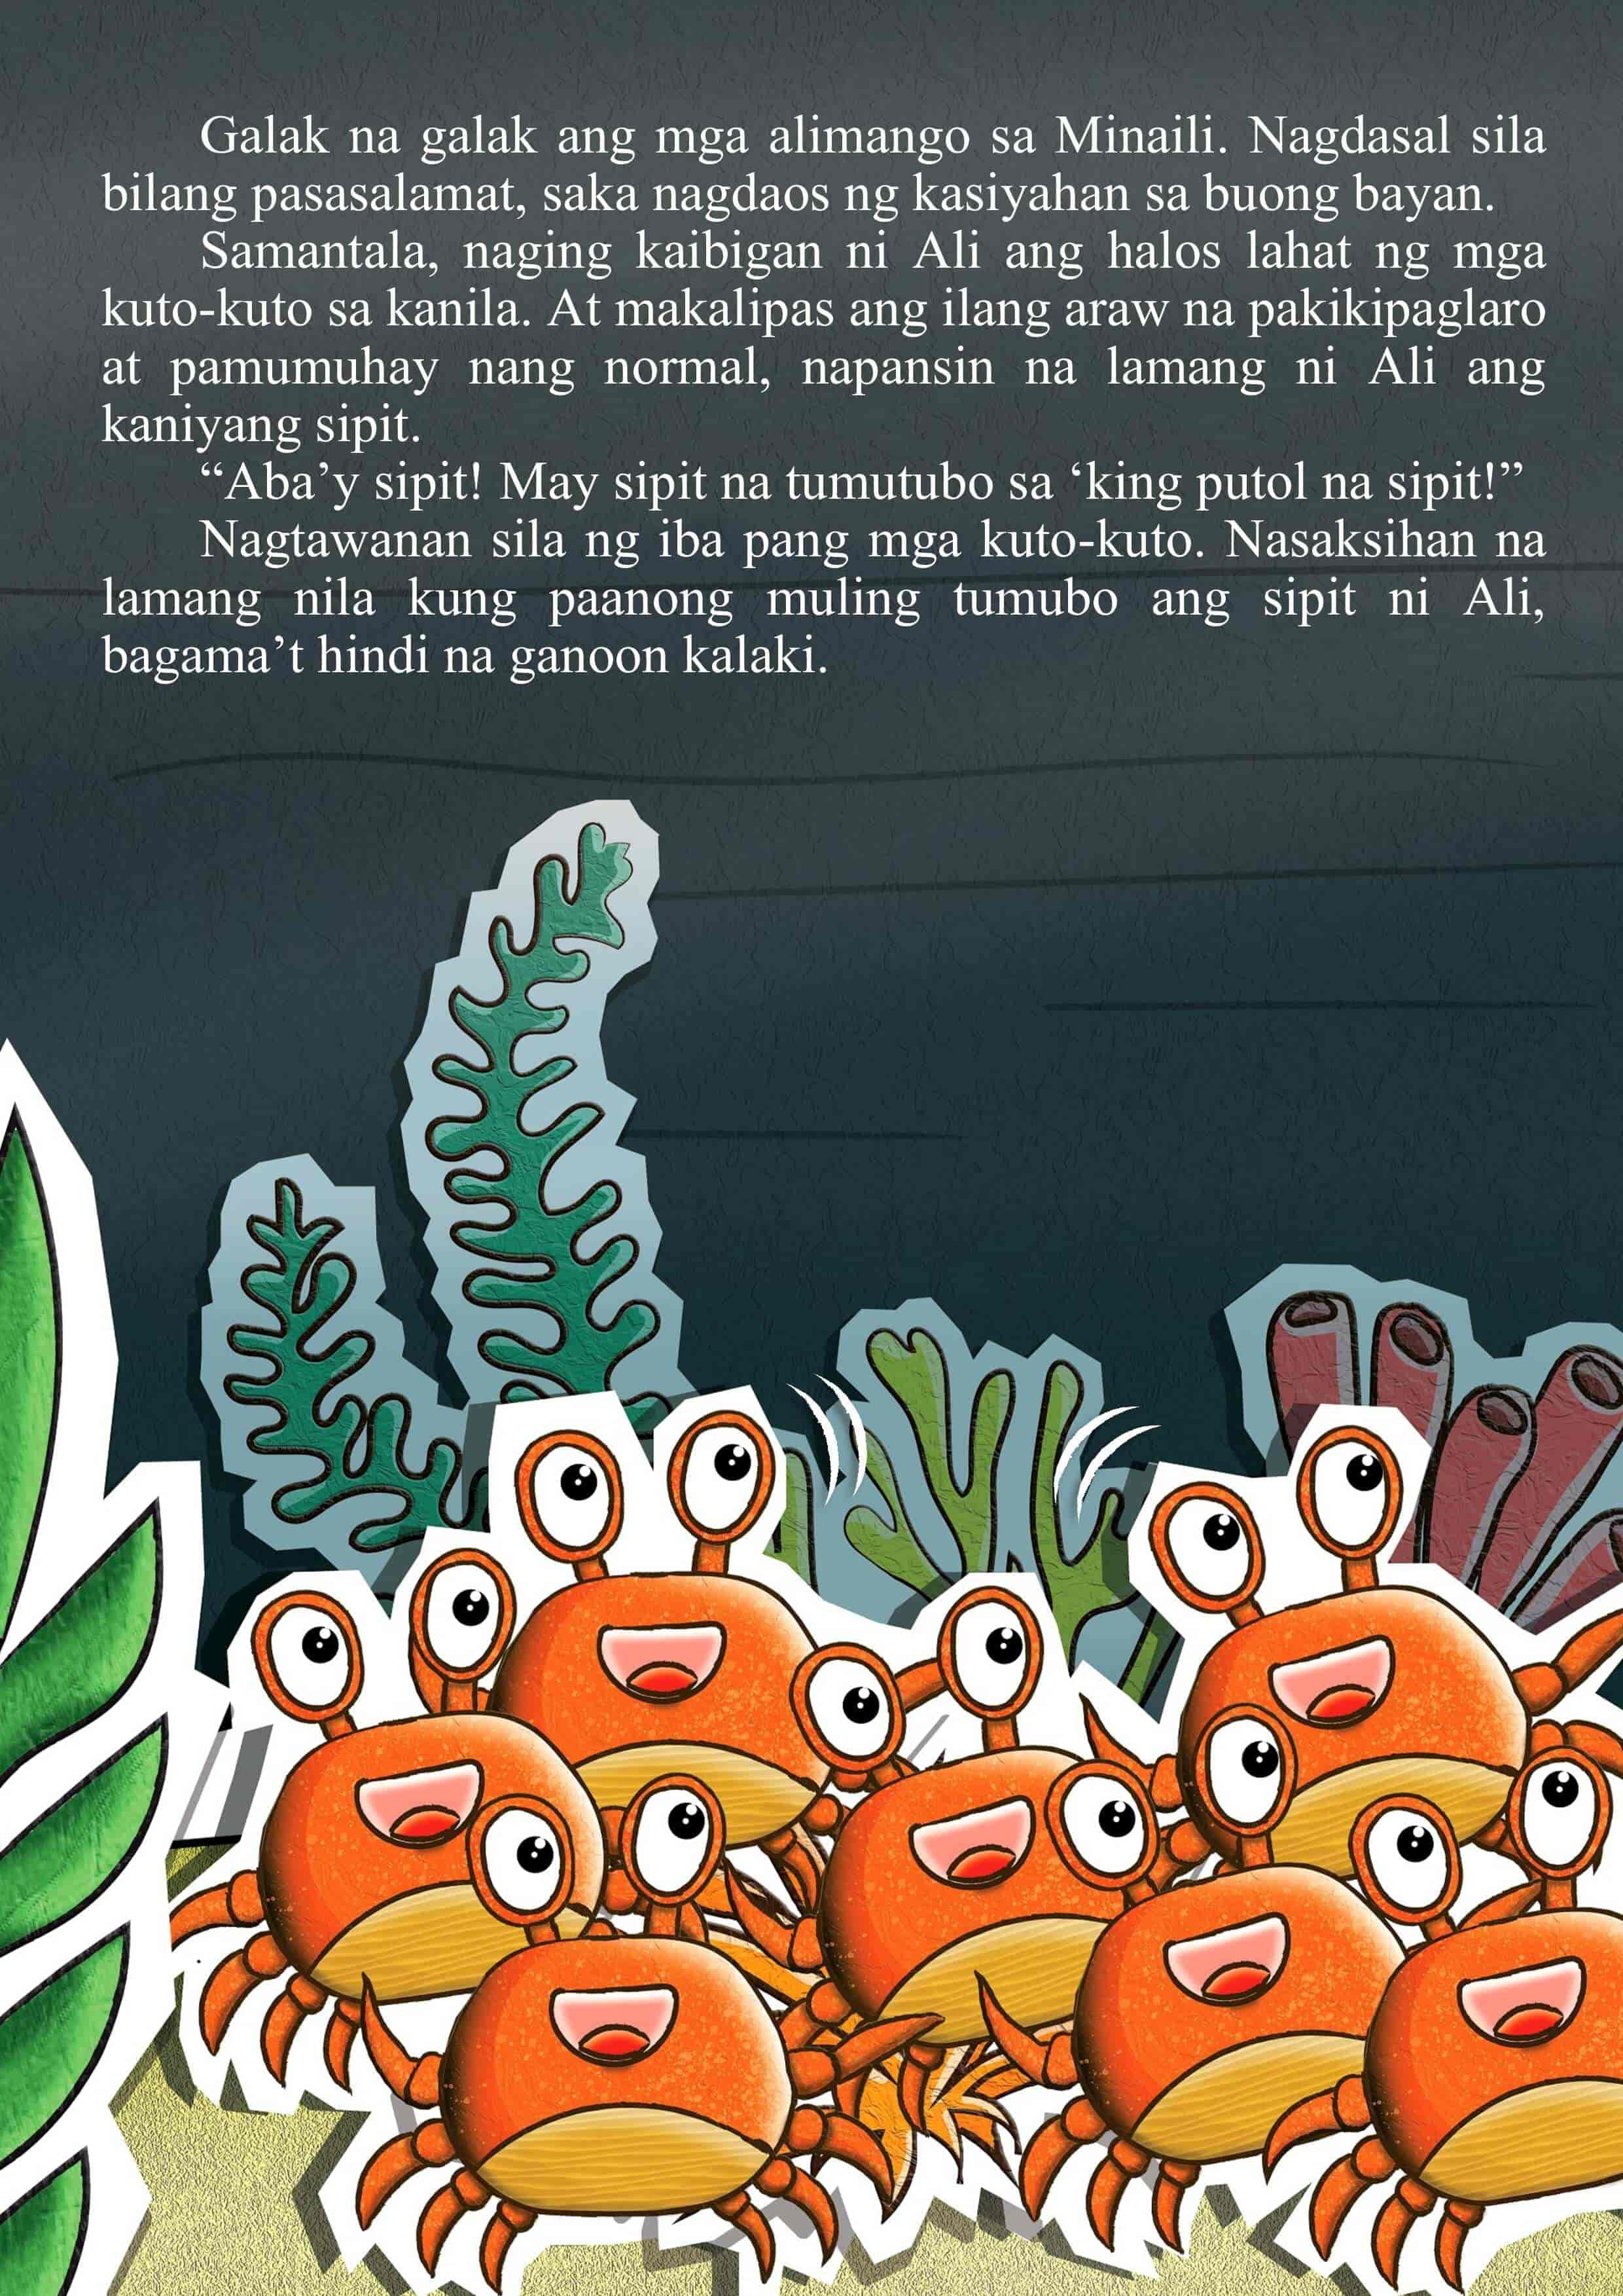 Galak na galak ang mga alimango sa Minaili. Nagdasal sila
bilang pasasalamat, saka nagdaos ng kasiyahan sa buong bayan.
Samantala, naging kaibigan ni Ali ang halos lahat ng mga
kuto-kuto sa kanila. At makalipas ang ilang araw na pakikipaglaro
at pamumuhay nang normal, napansin na lamang ni Ali ang
kaniyang sipit.
“Aba’y sipit! May sipit na tumutubo sa ‘king putol na sipit!”
Nagtawanan sila ng iba pang mga kuto-kuto. Nasaksihan na
lamang nila kung paanong muling tumubo ang sipit ni Ali,
bagama’t hindi na ganoon kalaki.